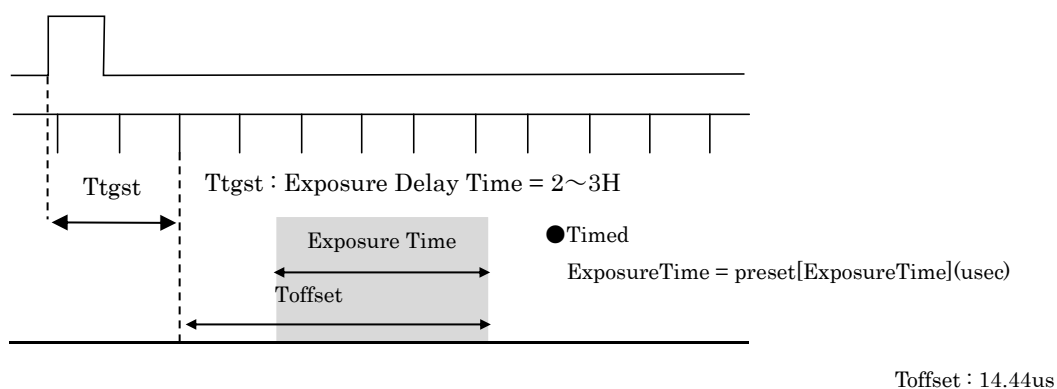 Ttgst
Ttgst : Exposure Delay Time = 2～3H
Exposure Time
●Timed
ExposureTime = preset[ExposureTime](usec)
Toffset
Toffset : 14.44us